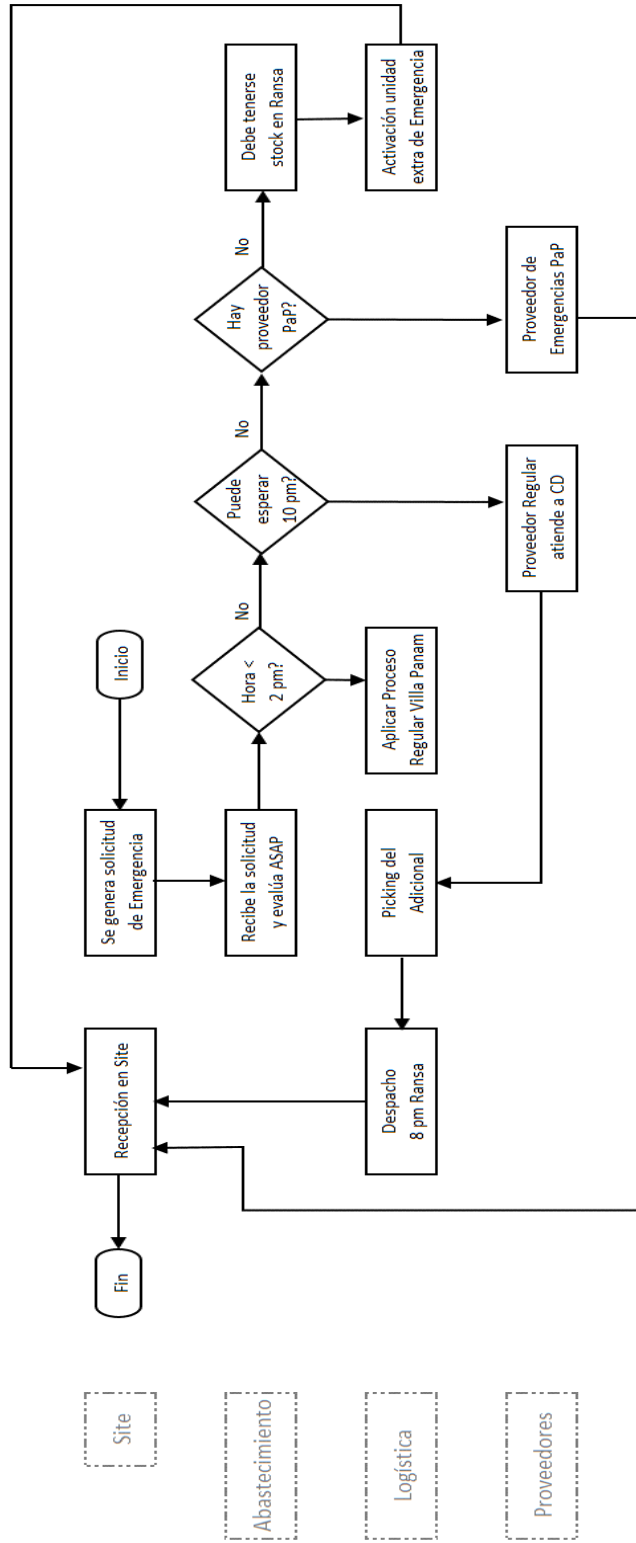 Site
Abastecimiento
Logística
Proveedores
Inicio
Se genera solicitud
de Emergencia
Recibe la solicitud
y evalúa ASAP
Hora <
2 pm?
No
Aplicar Proceso
Regular Villa Panam
Puede
esperar
10 pm?
No
Proveedor Regular
atiende a CD
Hay
proveedor
PaP?
No
Proveedor de
Emergencias PaP
Debe tenerse
stock en Ransa
Activación unidad
extra de Emergencia
Picking del
Adicional
Despacho
8 pm Ransa
Recepción en Site
Fin